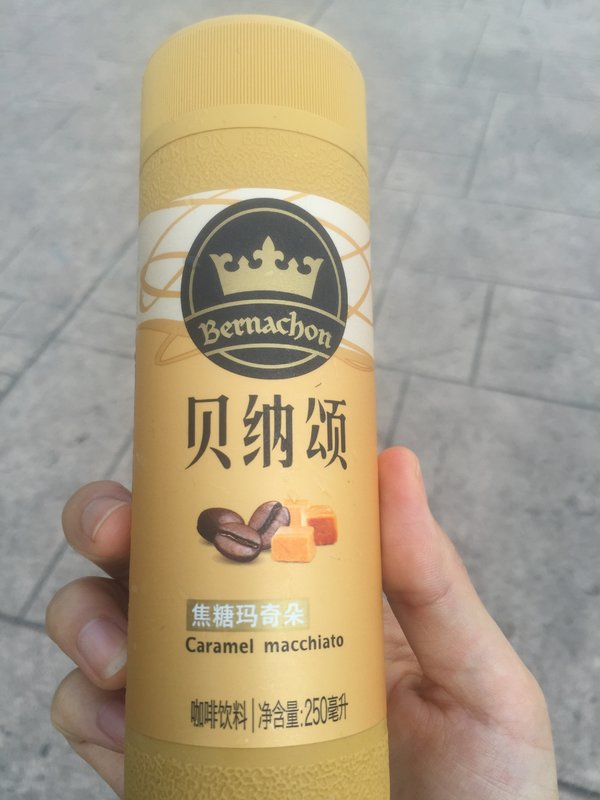 Bernachon
贝纳颂
焦糖玛奇朵
Caramel macchiato
咖啡饮料|净含量:250毫升